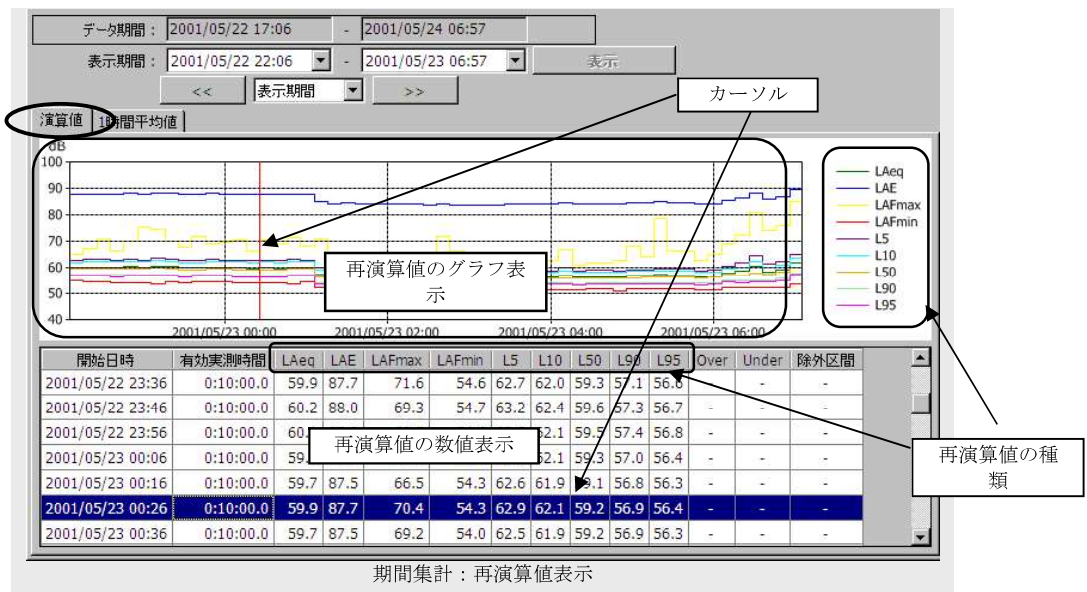 データ期間： 2001/05/22 17:06 - 2001/05/24 06:57
表示期間： 2001/05/22 22:06 - 2001/05/23 06:57 表示
<< 表示期間 >>
カーソル
演算値 1時間平均値
dB
100
90
80
70
60
50
40
LAeq
LAE
LAFmax
LAFmin
L5
L10
L50
L90
L95
再演算値のグラフ表
示
2001/05/23 00:00 2001/05/23 02:00 2001/05/23 04:00 2001/05/23 06:00
開始日時 有効実測時間 LAeq LAE LAFmax LAFmin L5 L10 L50 L90 L95 Over Under 除外区間
2001/05/22 23:36 0:10:00.0 59.9 87.7 71.6 54.6 62.7 62.0 59.3 57.1 56.8 - - -
2001/05/22 23:46 0:10:00.0 60.2 88.0 69.3 54.7 63.2 62.4 59.6 57.3 56.7 - - -
2001/05/22 23:56 0:10:00.0 60. 62.1 59.5 57.4 56.8 - - -
2001/05/23 00:06 0:10:00.0 59. 62.1 59.3 57.0 56.4 - - -
2001/05/23 00:16 0:10:00.0 59.7 87.5 66.5 54.3 62.6 61.9 59.1 56.8 56.3 - - -
2001/05/23 00:26 0:10:00.0 59.9 87.7 70.4 54.3 62.9 62.1 59.2 56.9 56.4 - - -
2001/05/23 00:36 0:10:00.0 59.7 87.5 69.2 54.0 62.5 61.9 59.2 56.9 56.3 - - -
再演算値の数値表示
再演算値の種
類
期間集計：再演算値表示